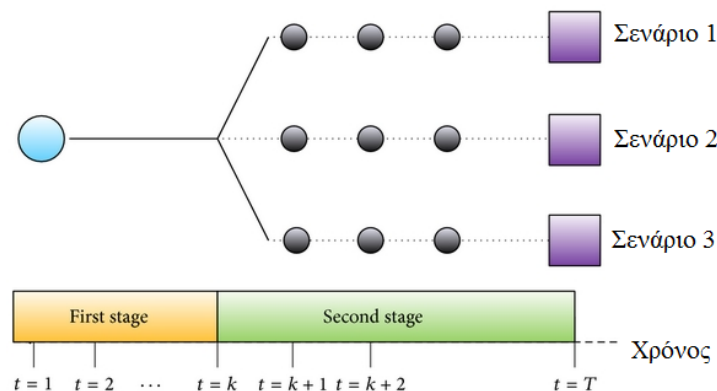 Σενάριο 1
Σενάριο 2
Σενάριο 3
First stage
Second stage
Χρόνος
t = 1 t = 2 ··· t = k t = k + 1 t = k + 2 t = T